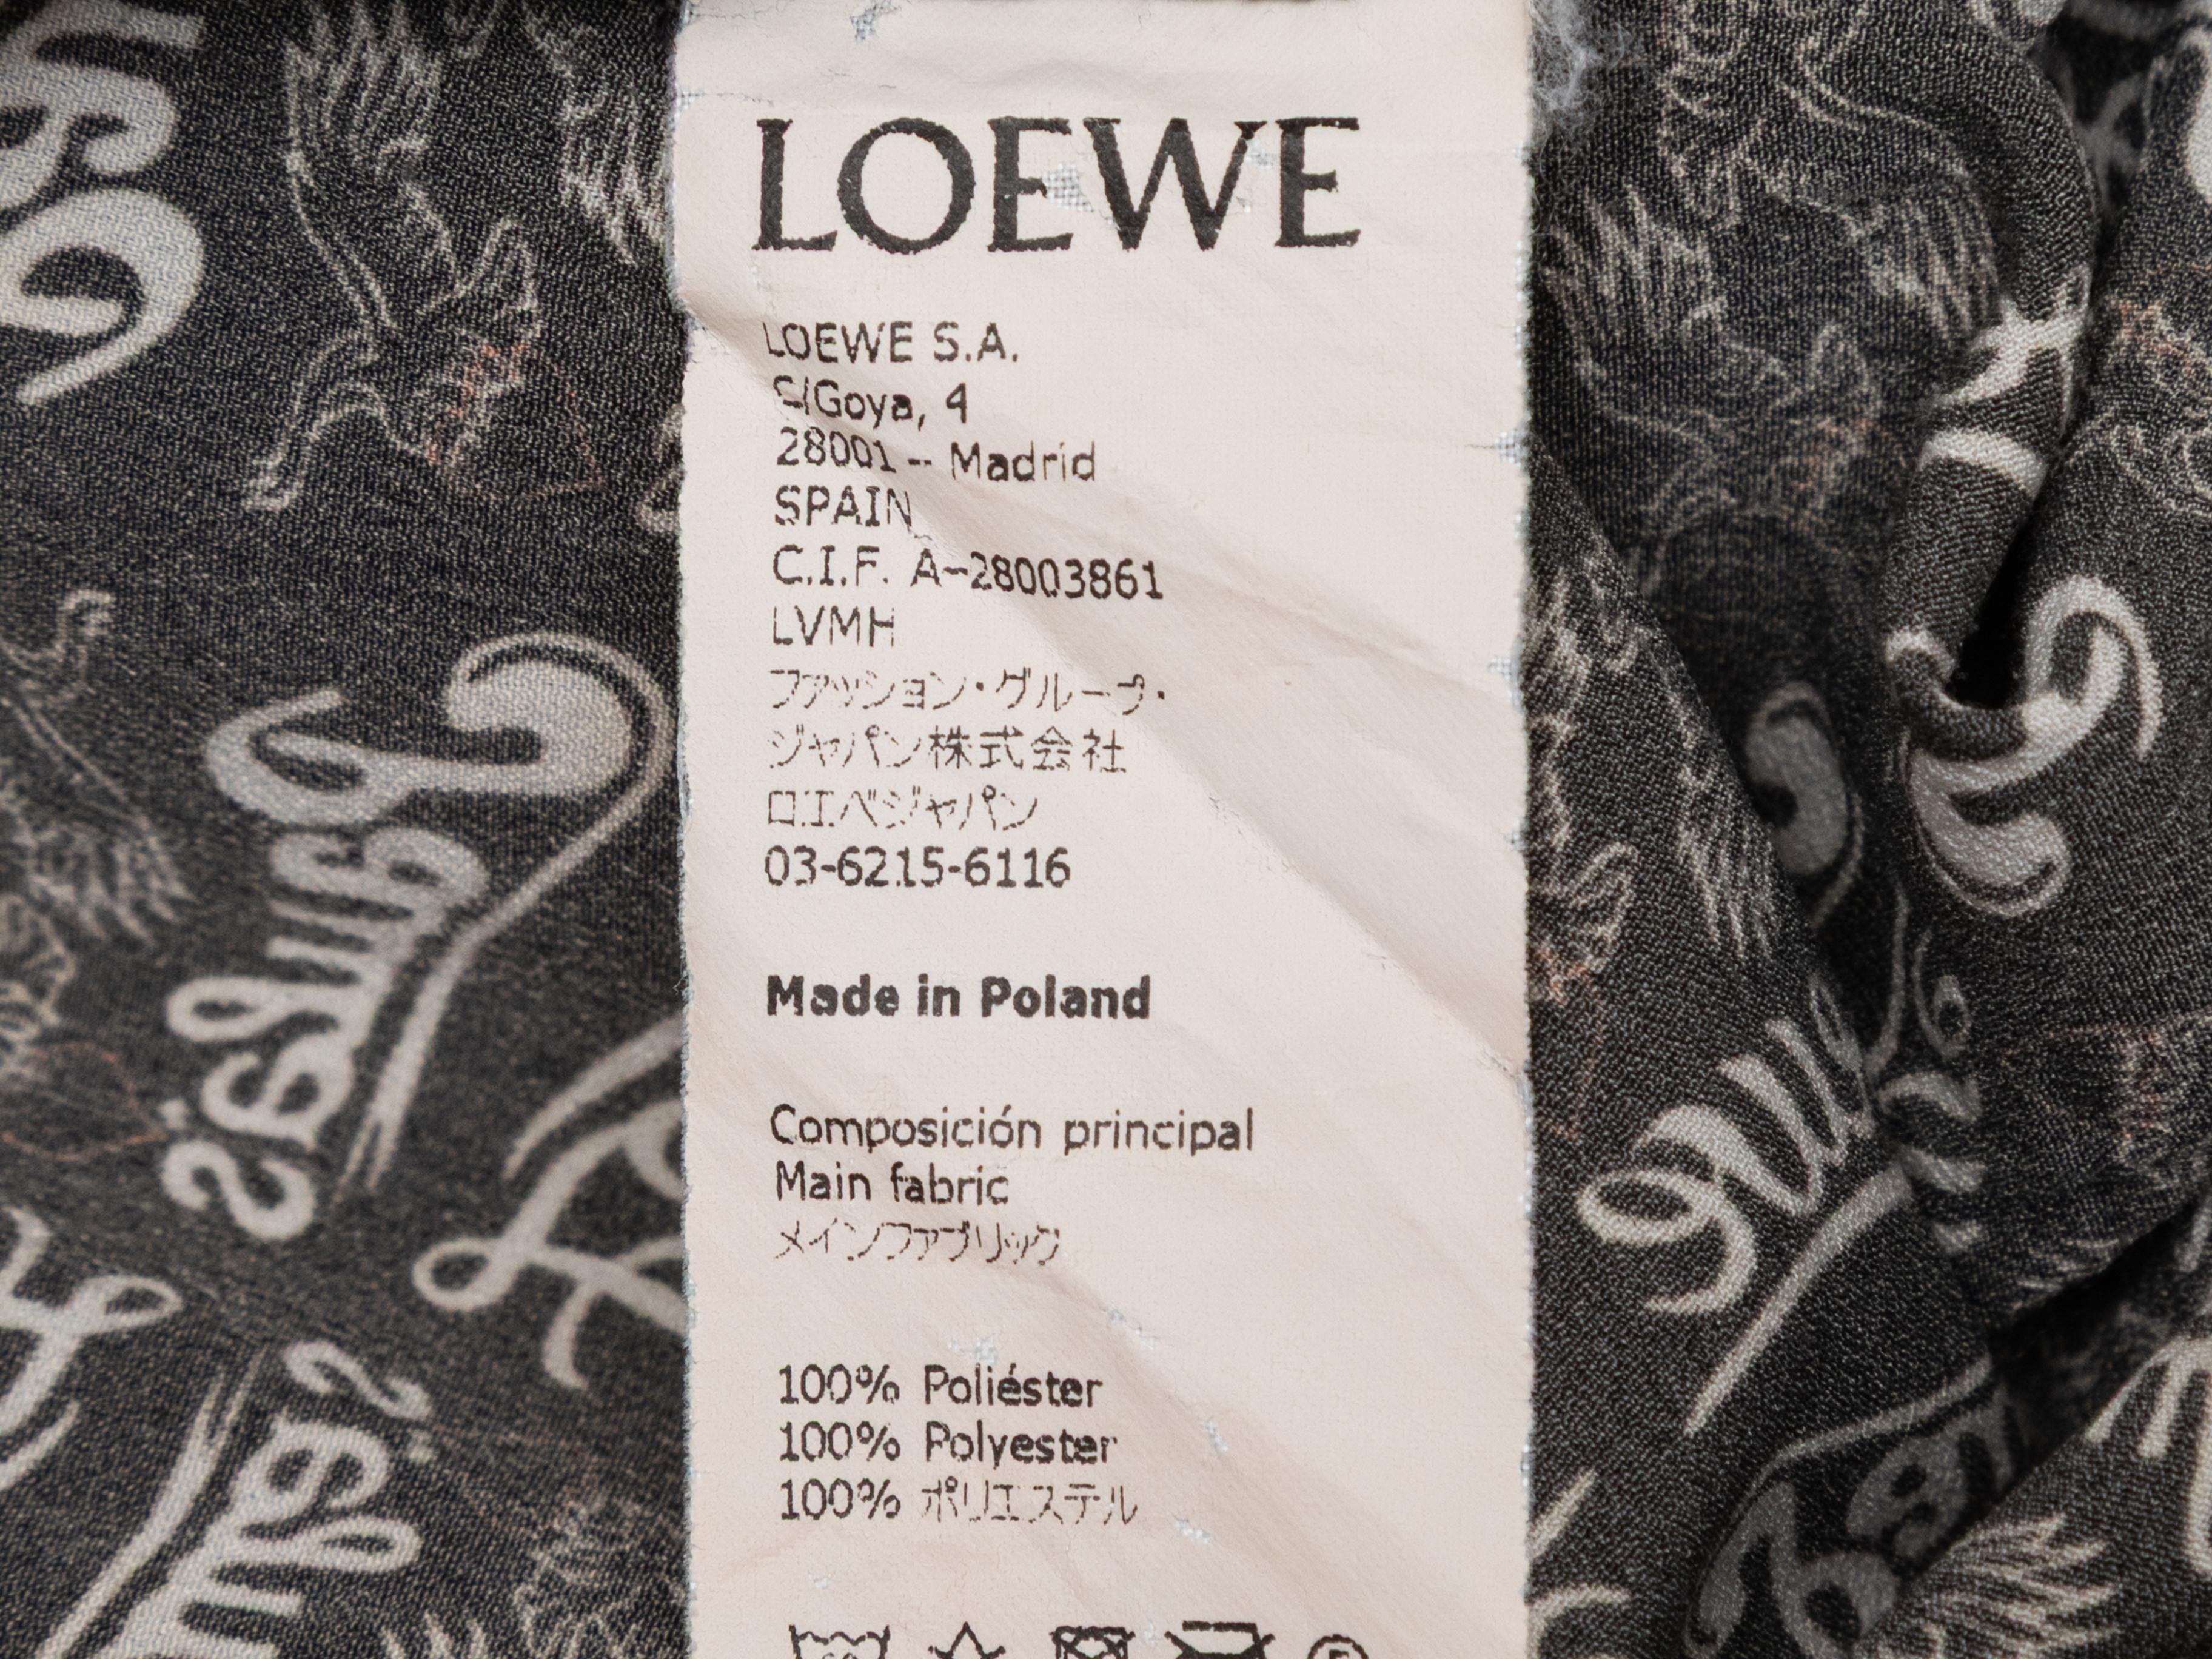 LOEWE
LOEWE S.A.
C/Goya, 4
28001 -- Madrid
SPAIN
C.I.F. A-28003861
LVMH
ファッション・グループ・
ジャパン株式会社
ロエベジャパン
03-6215-6116
Made in Poland
Composición principal
Main fabric
メインファブリック
100% Poliéster
100% Polyester
100% ポリエステル